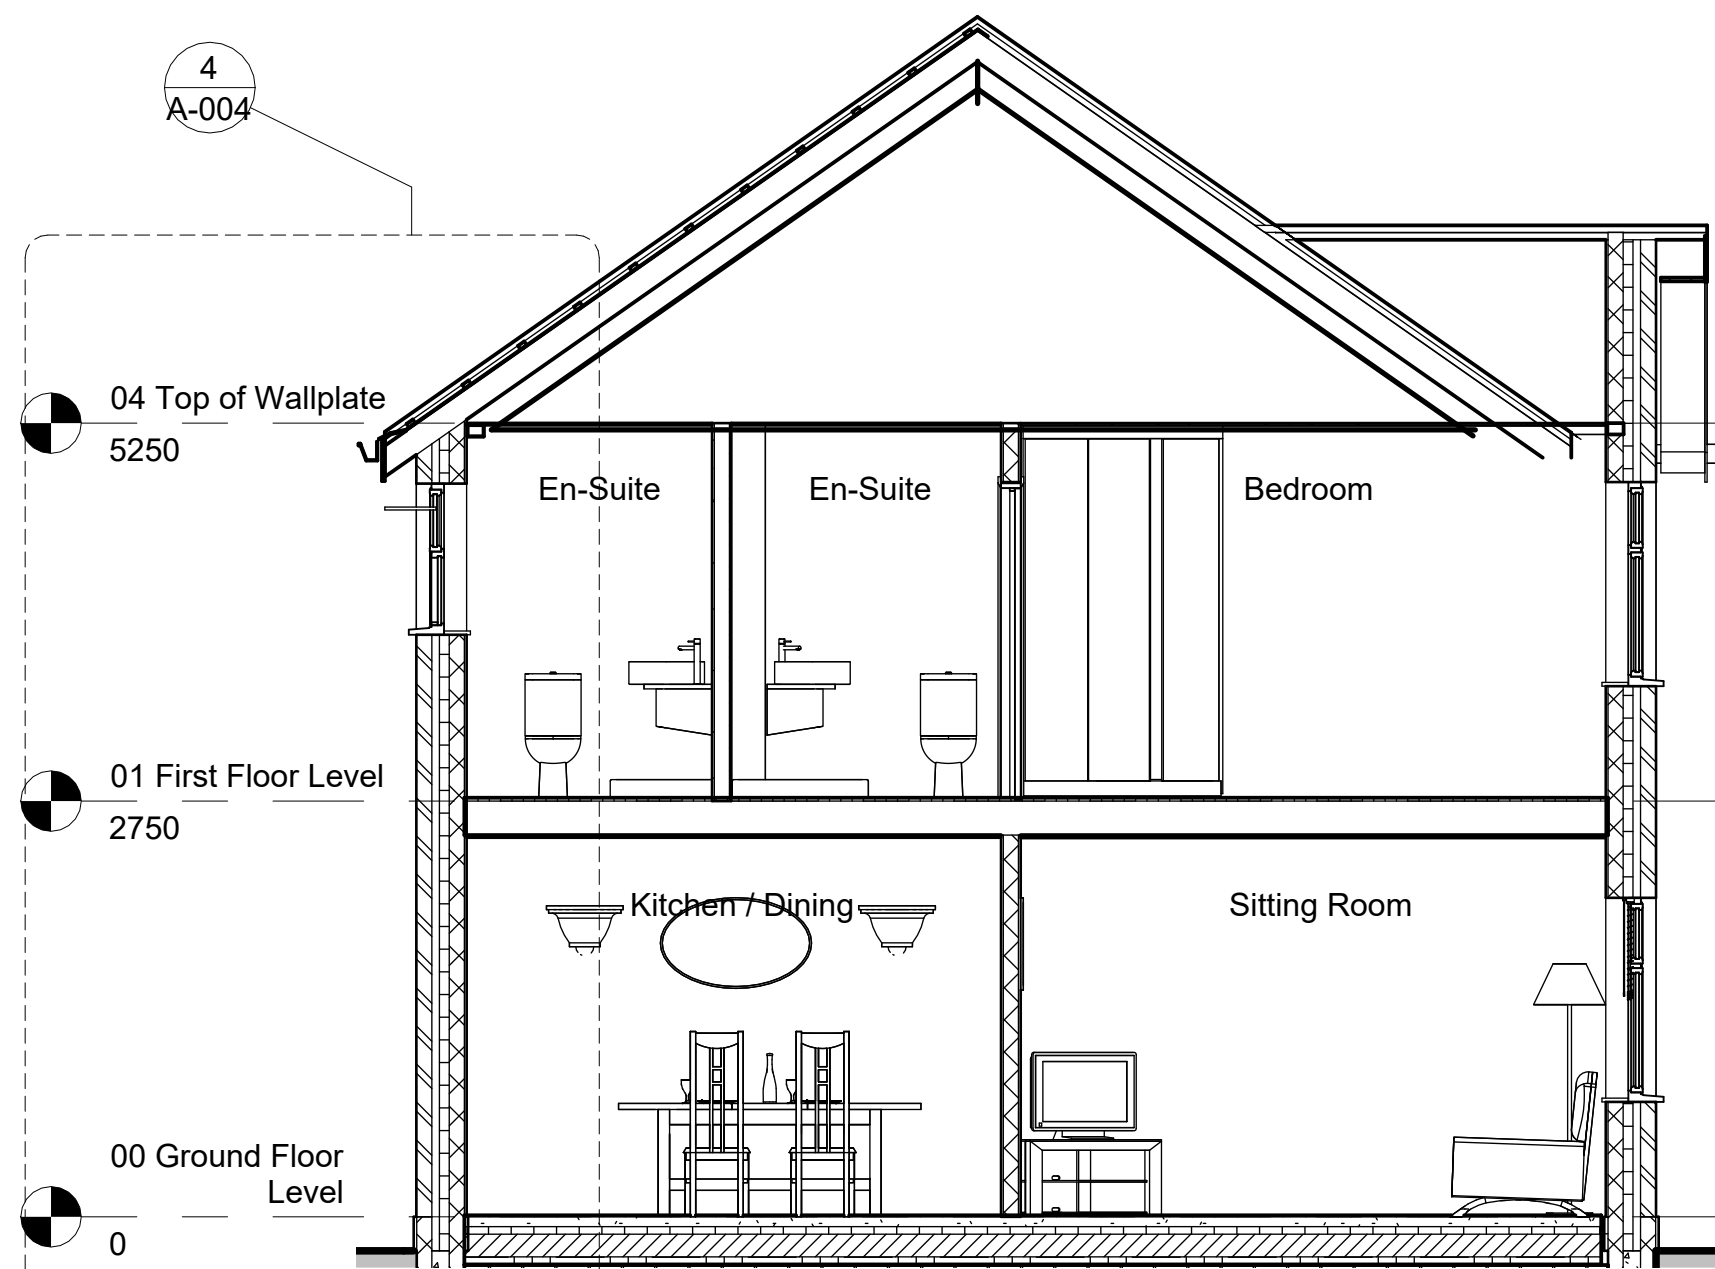 4
A-004
04 Top of Wallplate
5250
En-Suite
En-Suite
Bedroom
01 First Floor Level
2750
Kitchen / Dining
Sitting Room
00 Ground Floor
Level
0